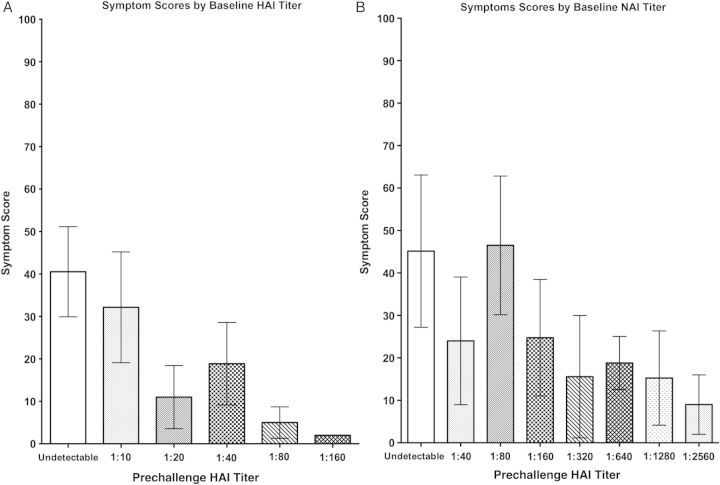 A
Symptom Scores by Baseline HAI Titer
100
90
80
70
60
50
40
30
20
10
0
Symptom Score
Undetectable 1:10 1:20 1:40 1:80 1:160
Prechallenge HAI Titer
B
Symptoms Scores by Baseline NAI Titer
100
90
80
70
60
50
40
30
20
10
0
Symptom Score
Undetectable 1:40 1:80 1:160 1:320 1:640 1:1280 1:2560
Prechallenge HAI Titer